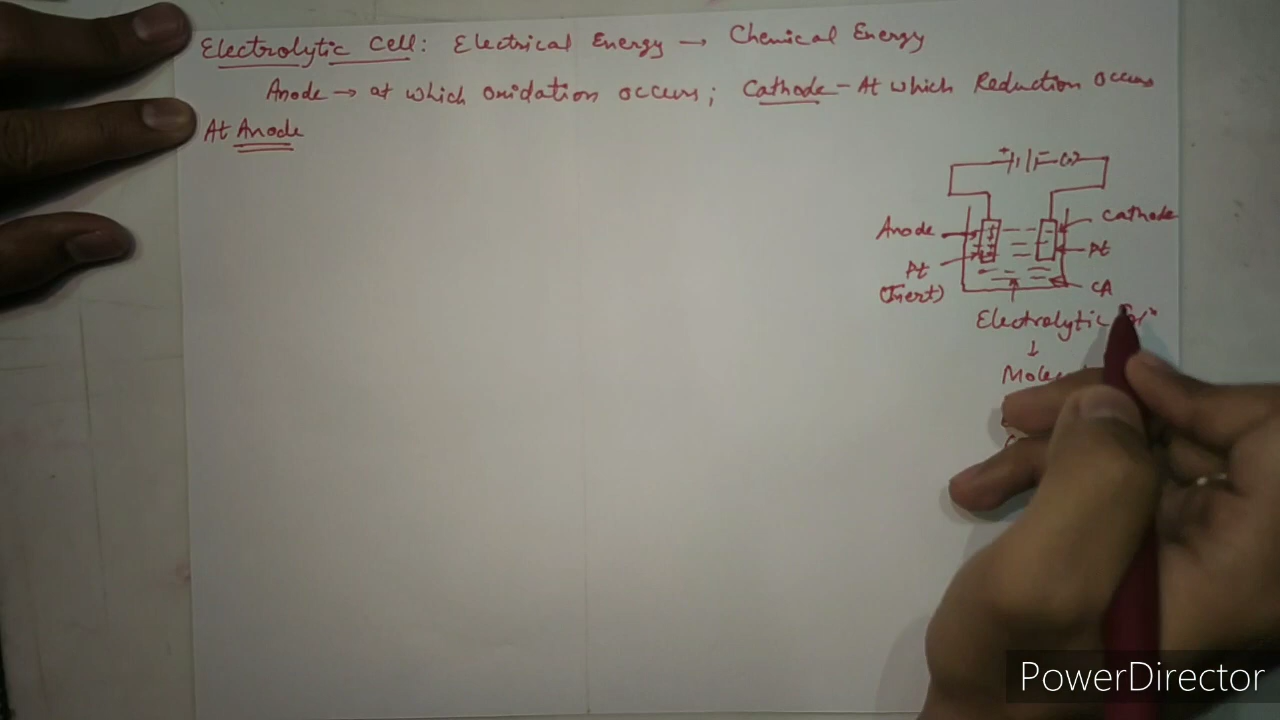 Electrolytic Cell: Electrical Energy → Chemical Energy
Anode → at which oxidation occurs; Cathode - At which Reduction occurs
At Anode
+
Anode
Cathode
Pt
Pt
(Inert)
CA
Electrolytic
↓
PowerDirector